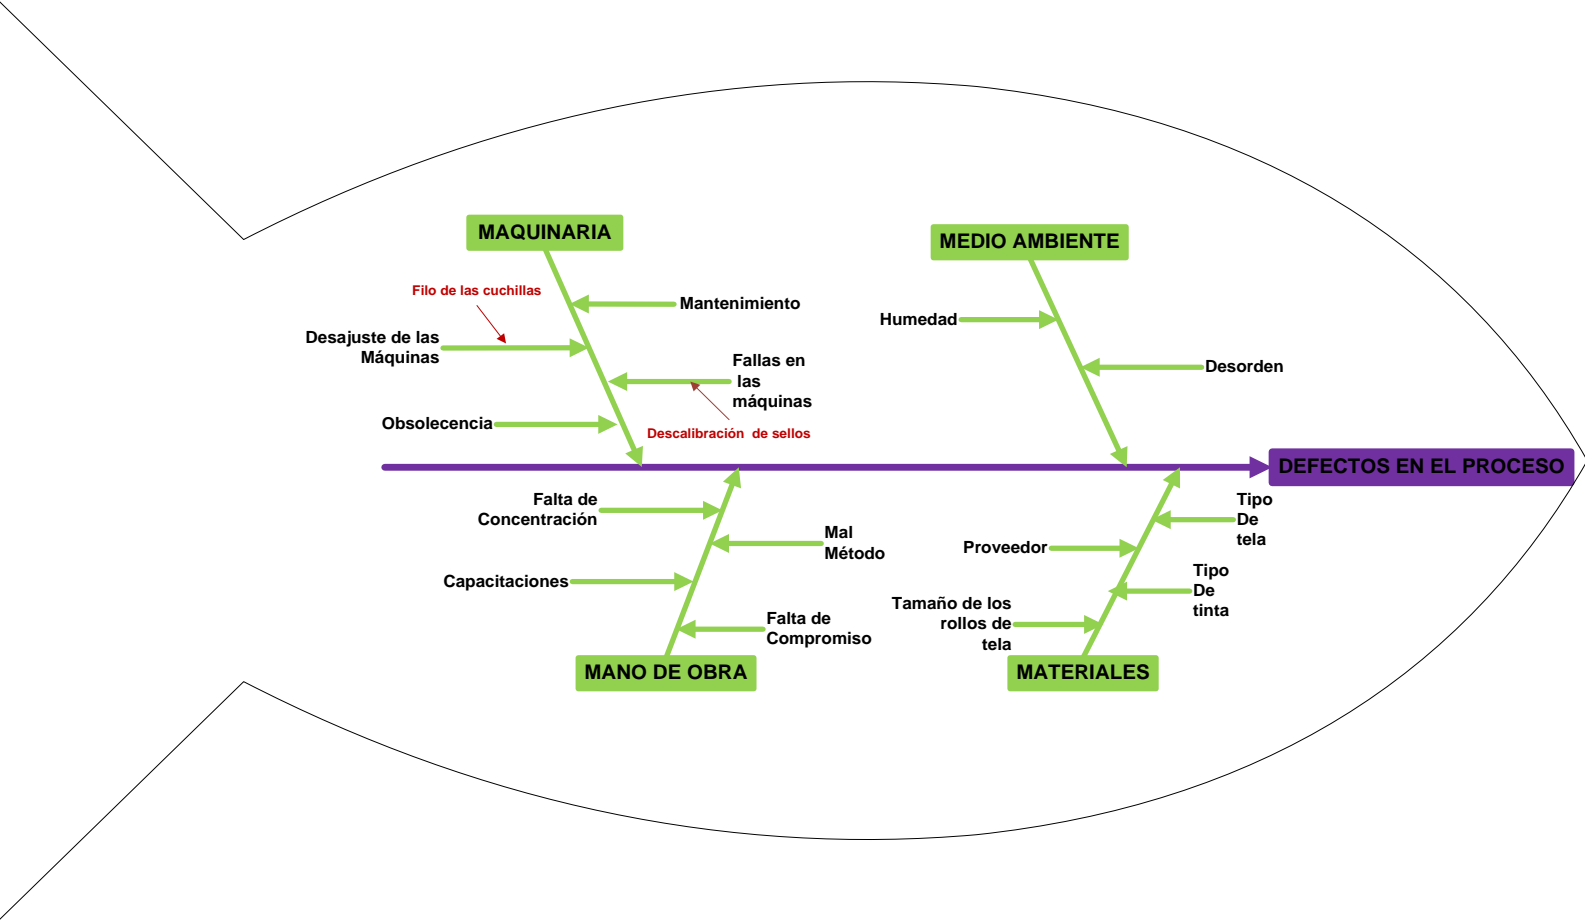 MAQUINARIA
MEDIO AMBIENTE
Filo de las cuchillas
Mantenimiento
Humedad
Desajuste de las
Máquinas
Fallas en
las
máquinas
Desorden
Obsolecencia
Descalibración de sellos
DEFECTOS EN EL PROCESO
Falta de
Concentración
Tipo
De
tela
Mal
Método
Proveedor
Capacitaciones
Tipo
De
tinta
Tamaño de los
rollos de
tela
Falta de
Compromiso
MANO DE OBRA
MATERIALES